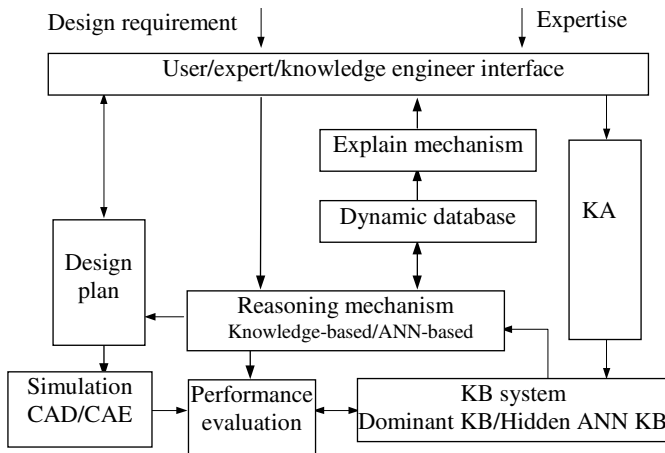 Design requirement
Expertise
User/expert/knowledge engineer interface
Explain mechanism
KA
Dynamic database
Design
plan
Reasoning mechanism
Knowledge-based/ANN-based
Simulation
CAD/CAE
Performance
evaluation
KB system
Dominant KB/Hidden ANN KB